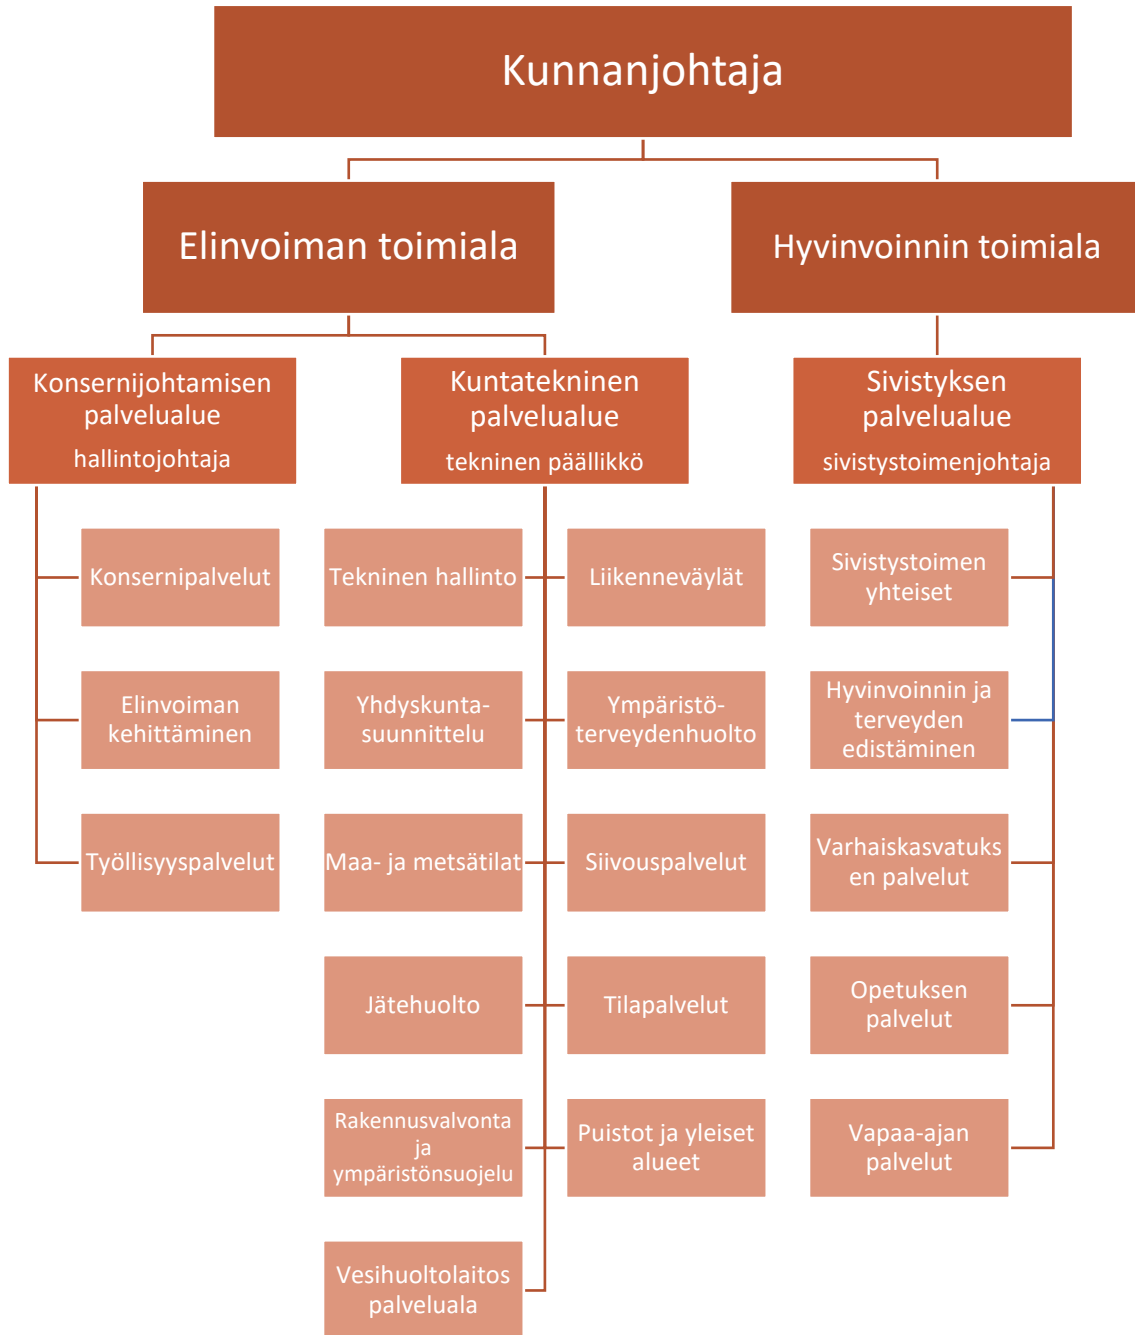 Kunnanjohtaja
Elinvoiman toimiala
Hyvinvoinnin toimiala
Konsernijohtamisen
palvelualue
hallintojohtaja
Kuntatekninen
palvelualue
tekninen päällikkö
Sivistyksen
palvelualue
sivistystoimenjohtaja
Konsernipalvelut
Tekninen hallinto
Liikenneväylät
Sivistystoimen
yhteiset
Elinvoiman
kehittäminen
Yhdyskunta-
suunnittelu
Ympäristö-
terveydenhuolto
Hyvinvoinnin ja
terveyden
edistäminen
Työllisyyspalvelut
Maa- ja metsätilat
Siivouspalvelut
Varhaiskasvatuks
en palvelut
Jätehuolto
Tilapalvelut
Opetuksen
palvelut
Rakennusvalvonta
ja
ympäristönsuojelu
Puistot ja yleiset
alueet
Vapaa-ajan
palvelut
Vesihuoltolaitos
palveluala